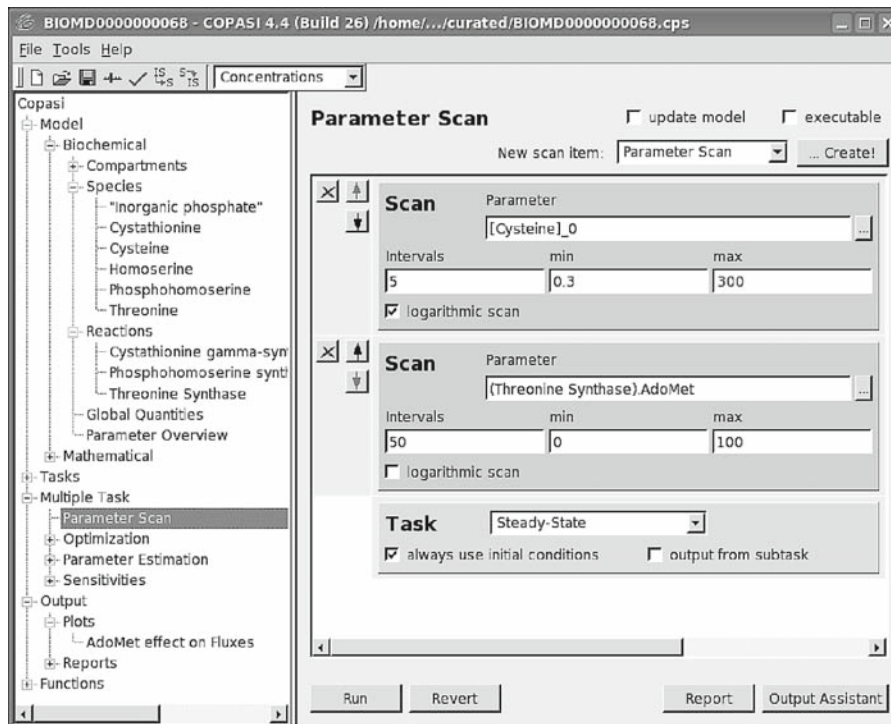 BIOMD0000000068 - COPASI 4.4 (Build 26) /home/.../curated/BIOMD0000000068.cps
File Tools Help
Concentrations
Copasi
Model
Biochemical
Compartments
Species
"Inorganic phosphate"
Cystathionine
Cysteine
Homoserine
Phosphohomoserine
Threonine
Reactions
Cystathionine gamma-syn
Phosphohomoserine synth
Threonine Synthase
Global Quantities
Parameter Overview
Mathematical
Tasks
Multiple Task
Parameter Scan
Optimization
Parameter Estimation
Sensitivities
Output
Plots
AdoMet effect on Fluxes
Reports
Functions
Parameter Scan
update model
executable
New scan item: Parameter Scan ... Create!
Scan
Parameter
[Cysteine]_0 ...
Intervals min max
5 0.3 300
logarithmic scan
Scan
Parameter
(Threonine Synthase).AdoMet ...
Intervals min max
50 0 100
logarithmic scan
Task Steady-State
always use initial conditions output from subtask
Run Revert Report Output Assistant